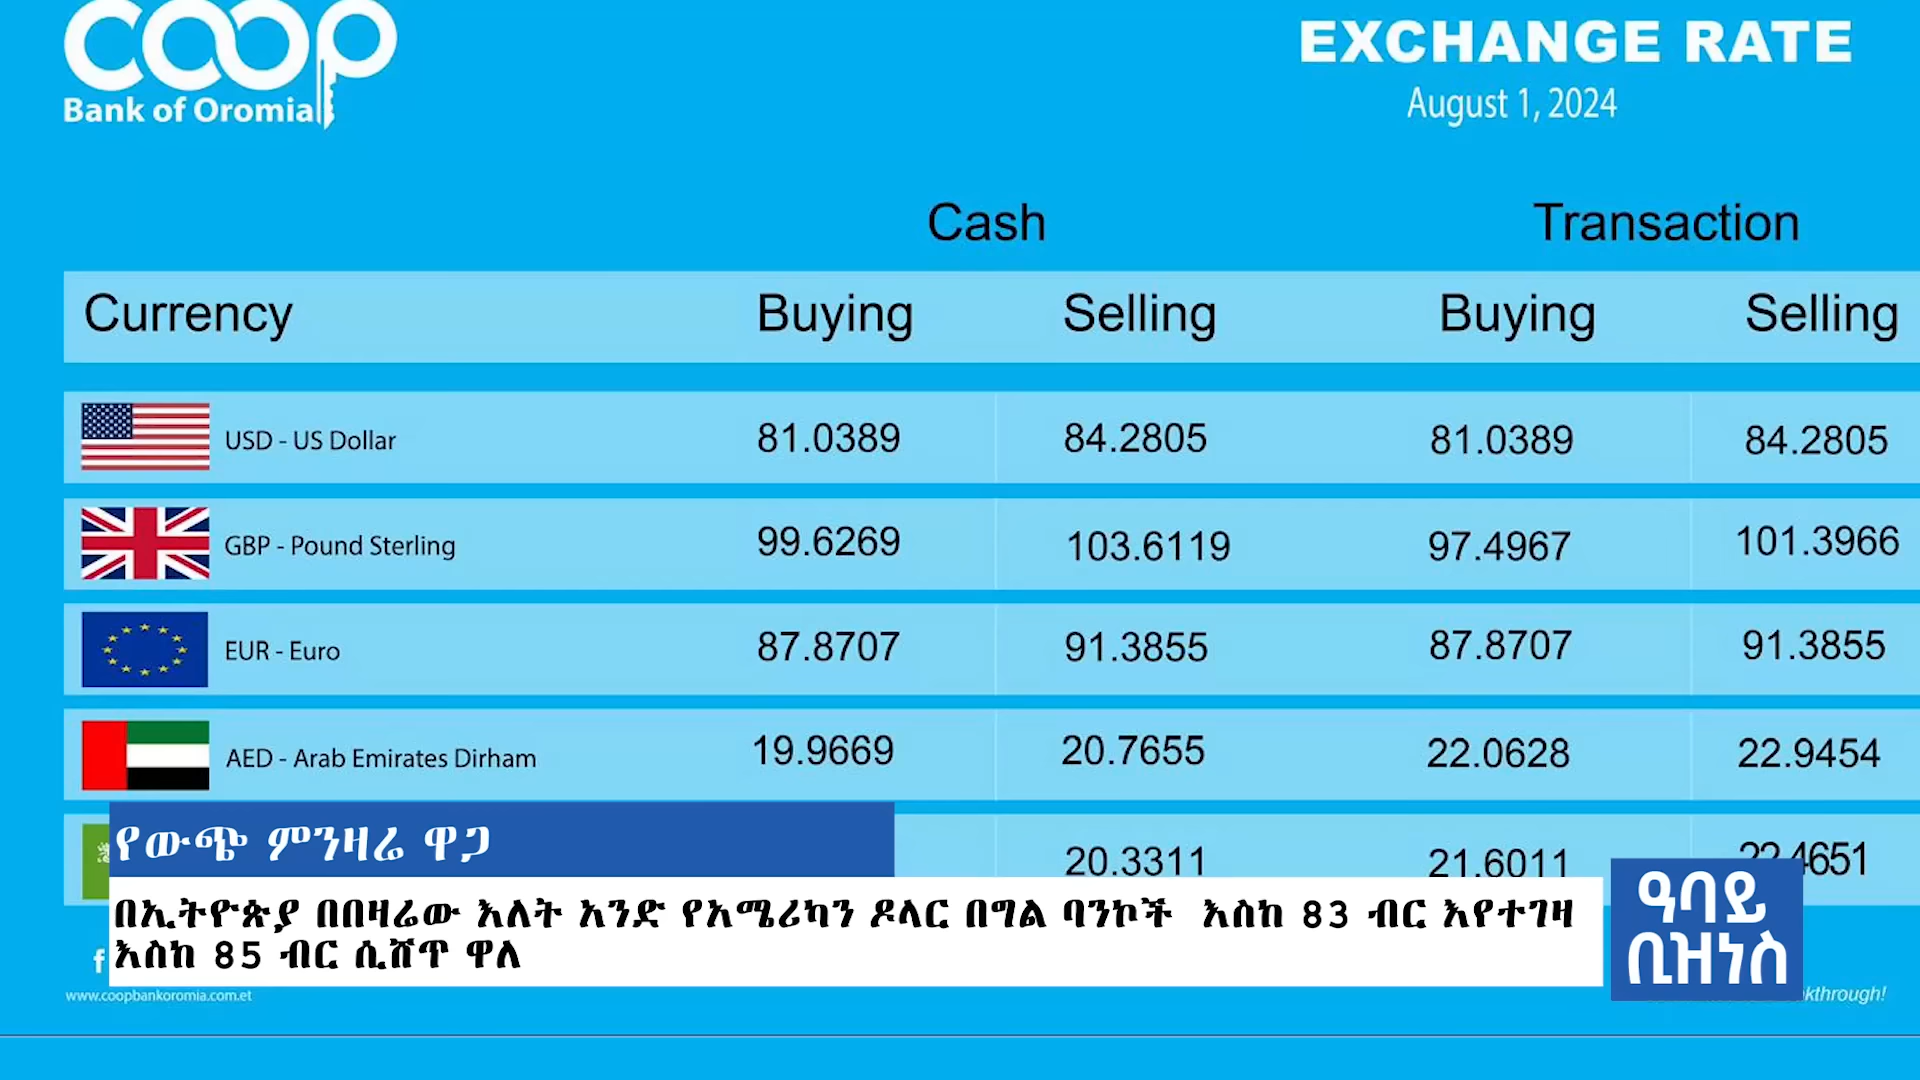 coop
Bank of Oromia
EXCHANGE RATE
August 1, 2024
Cash Transaction
Currency Buying Selling Buying Selling
USD - US Dollar 81.0389 84.2805 81.0389 84.2805
GBP - Pound Sterling 99.6269 103.6119 97.4967 101.3966
EUR - Euro 87.8707 91.3855 87.8707 91.3855
AED - Arab Emirates Dirham 19.9669 20.7655 22.0628 22.9454
20.3311 21.6011 22.4651
የውጭ ምንዛሬ ዋጋ
በኢትዮጵያ በበዛሬው እለት አንድ የአሜሪካን ዶላር በግል ባንኮች እስከ 83 ብር እየተገዛ
እስከ 85 ብር ሲሸጥ ዋለ
ዓባይ
ቢዝነስ
www.coopbankoromia.com.et